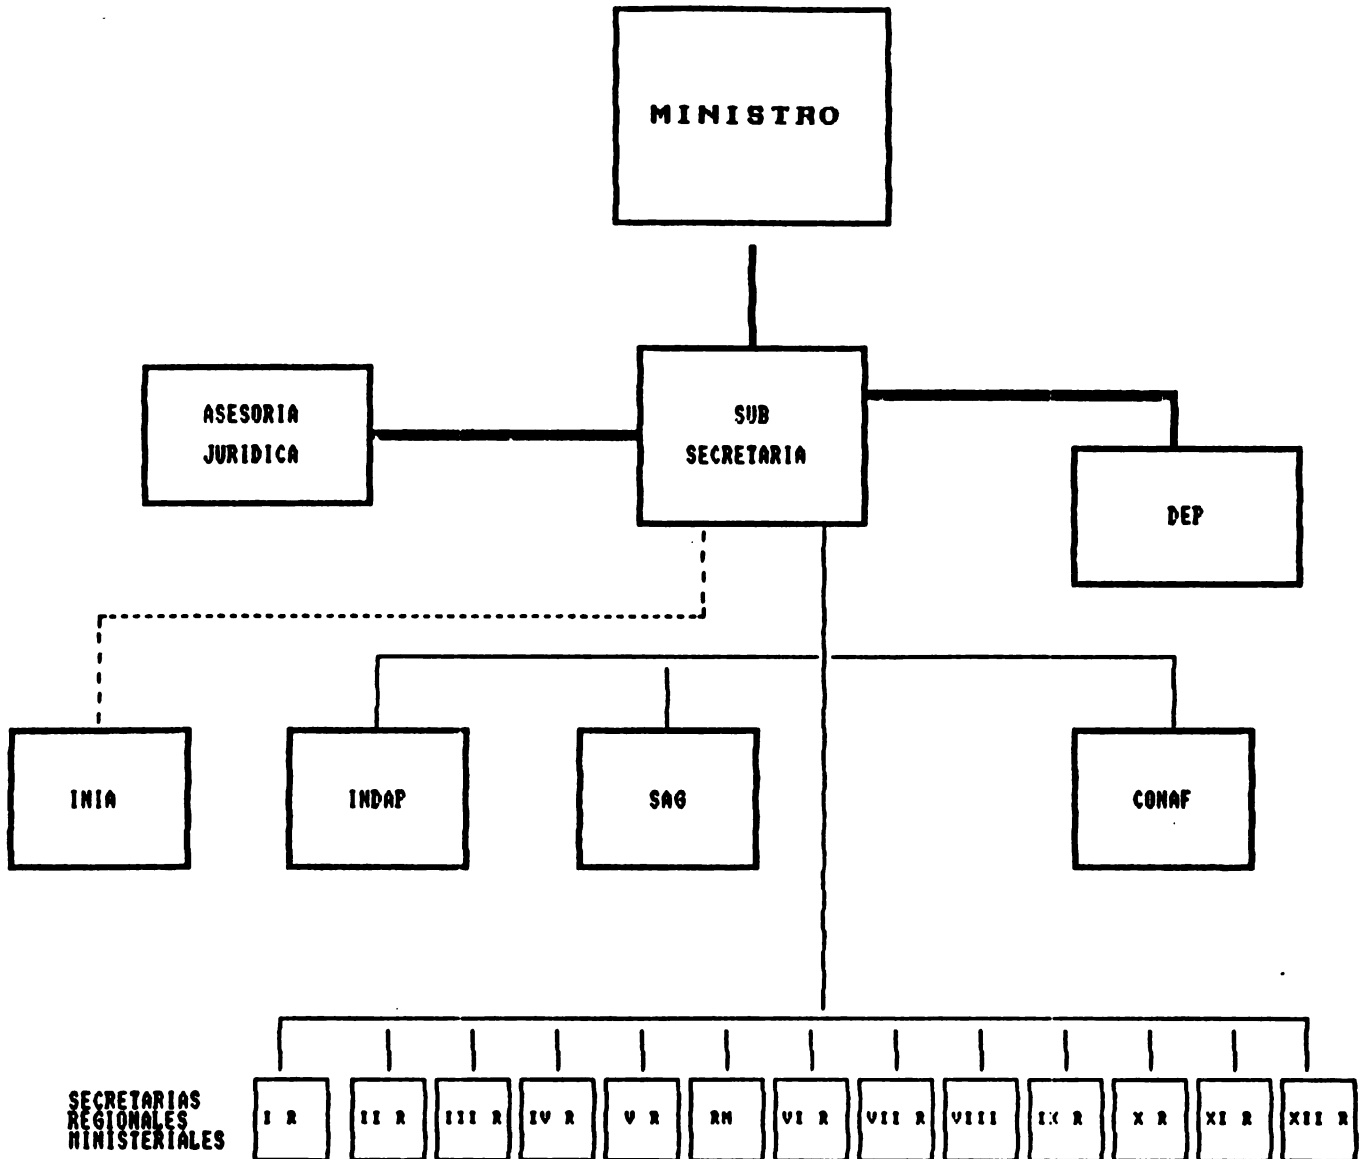 MINISTRO
ASESORIA
JURIDICA
SUB
SECRETARIA
DEP
INIA
INDAP
SAG
CONAF
SECRETARIAS
REGIONALES
MINISTERIALES
I R
II R
III R
IV R
V R
RM
VI R
VII R
VIII
IX R
X R
XI R
XII R